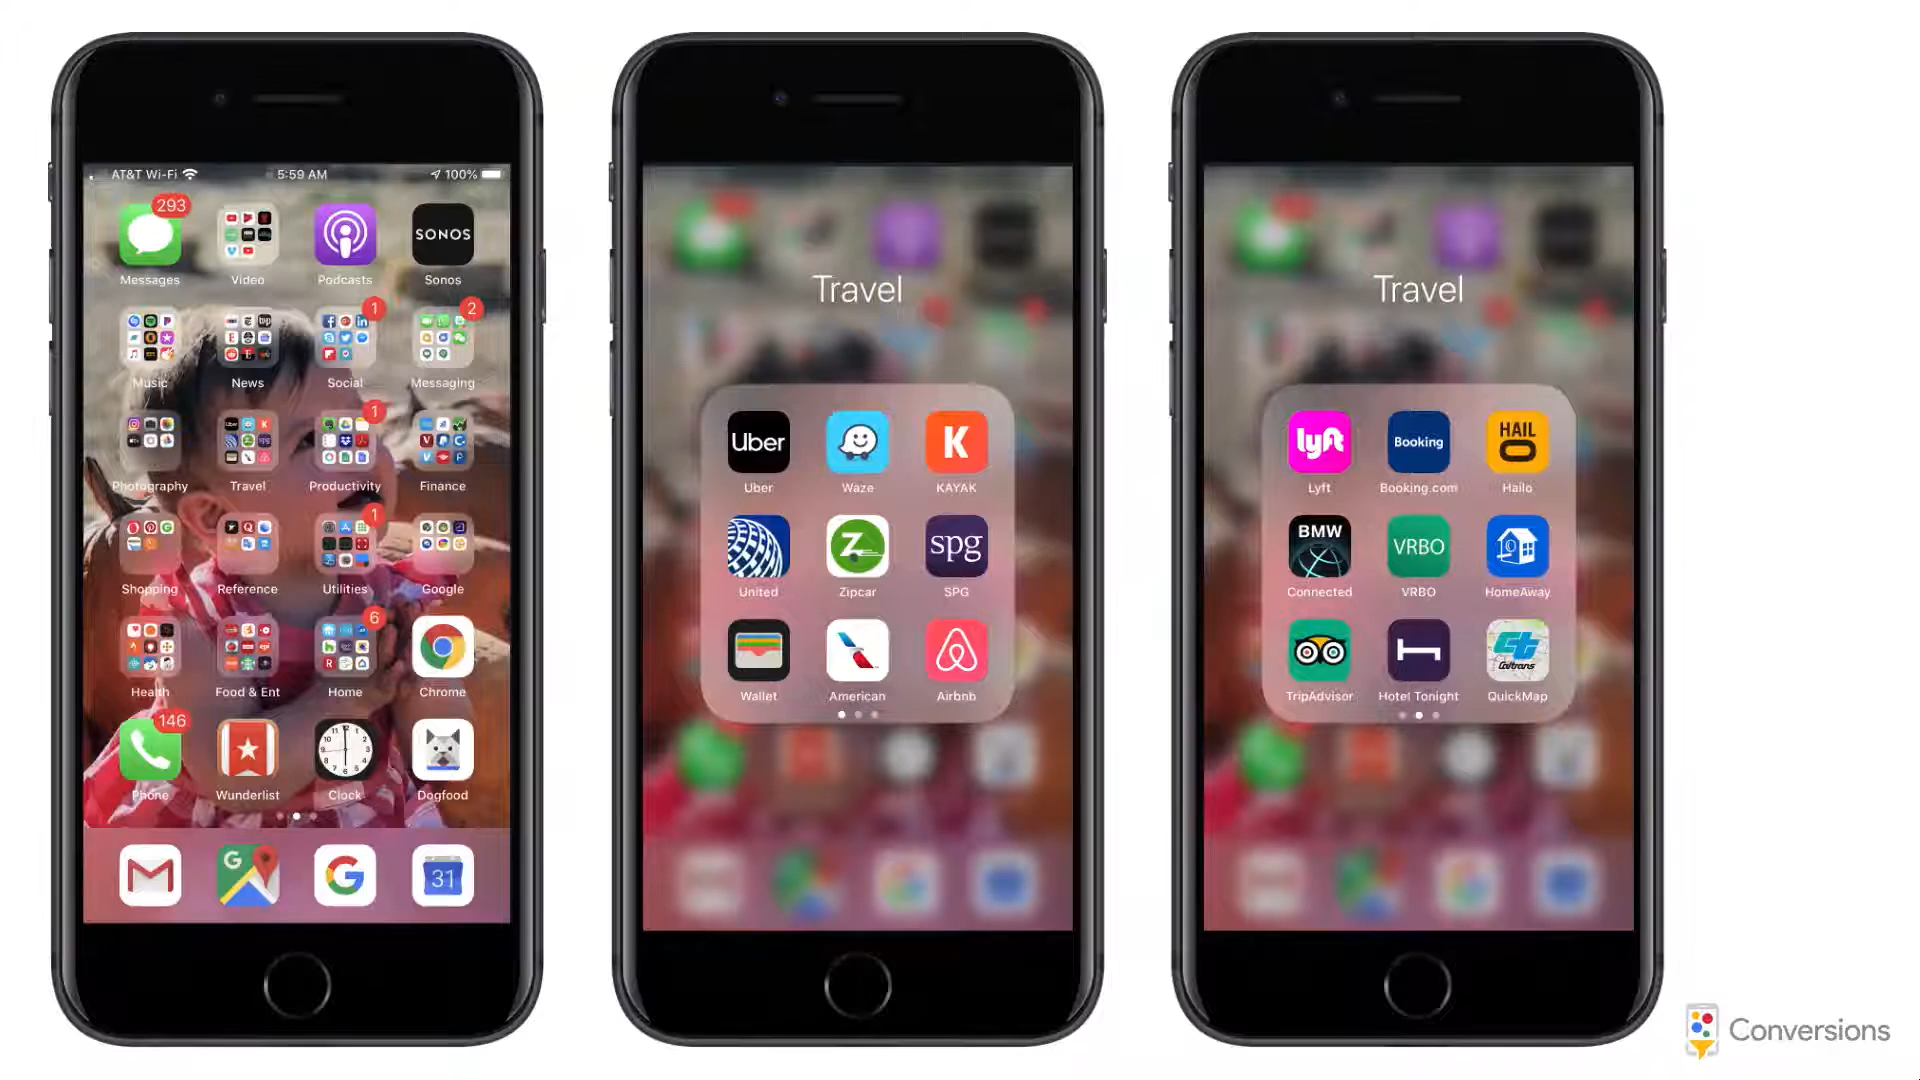 AT&T Wi-Fi 5:59 AM 100%
293
SONOS
Messages Video Podcasts Sonos
1 2
Music News Social Messaging
1
Photography Travel Productivity Finance
1
Shopping Reference Utilities Google
6
Health Food & Ent Home Chrome
146
Phone Wunderlist Clock Dogfood
G 31
Travel
Uber K
Uber Waze KAYAK
Z spg
United Zipcar SPG
Wallet American Airbnb
Travel
lyft Booking HAIL
Lyft Booking.com Hailo
BMW VRBO
Connected VRBO HomeAway
ct Caltrans
TripAdvisor Hotel Tonight QuickMap
Conversions